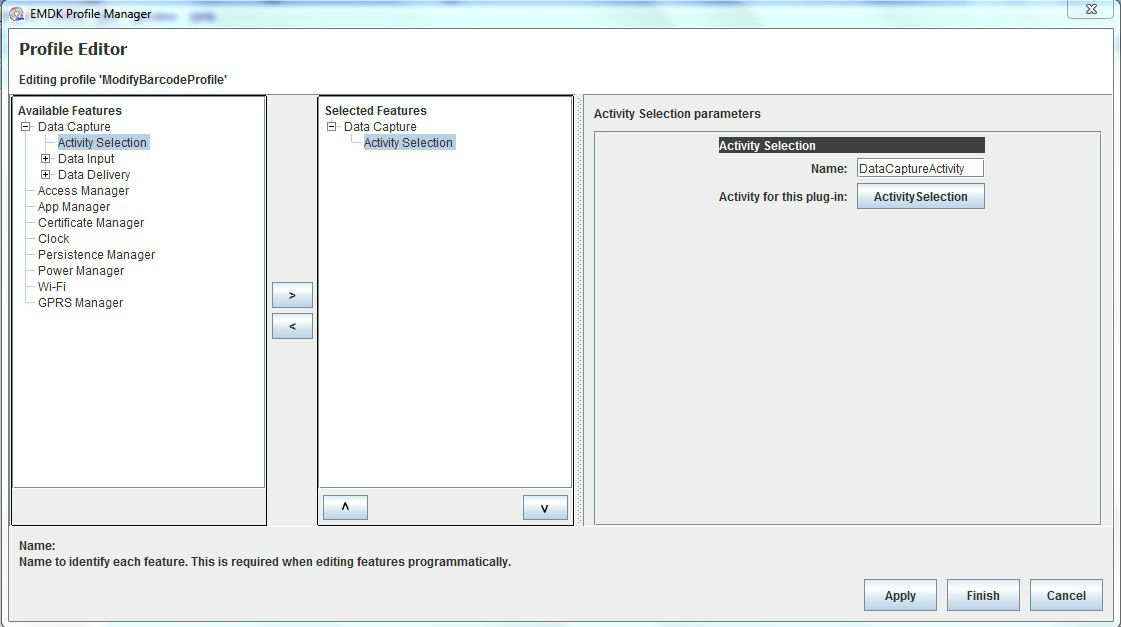 EMDK Profile Manager
Profile Editor
Editing profile 'ModifyBarcodeProfile'
Available Features
Data Capture
Activity Selection
Data Input
Data Delivery
Access Manager
App Manager
Certificate Manager
Clock
Persistence Manager
Power Manager
Wi-Fi
GPRS Manager
>
<
Selected Features
Data Capture
Activity Selection
^
v
Activity Selection parameters
Activity Selection
Name: DataCaptureActivity
Activity for this plug-in: ActivitySelection
Name:
Name to identify each feature. This is required when editing features programmatically.
Apply Finish Cancel